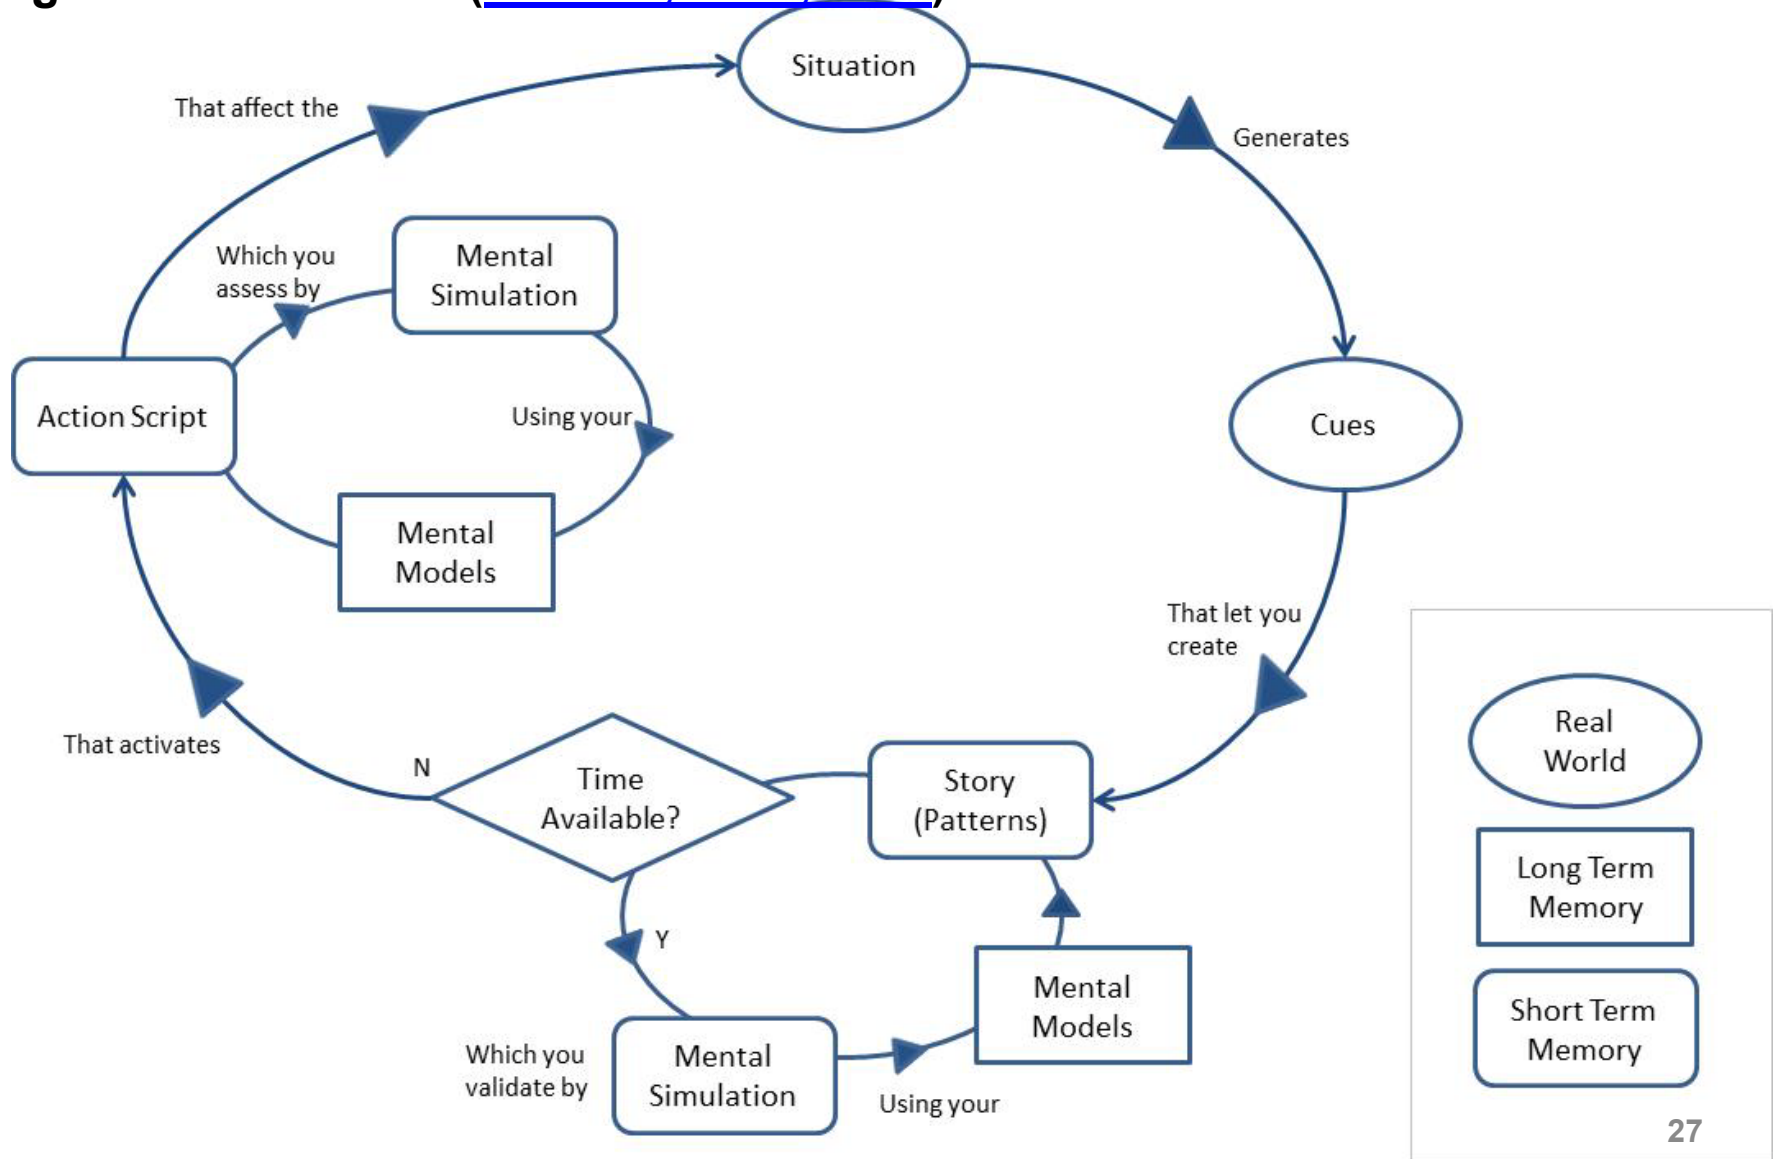 Situation
That affect the
Generates
Which you
assess by
Mental
Simulation
Action Script
Using your
Cues
Mental
Models
That let you
create
That activates
N
Time
Available?
Story
(Patterns)
Y
Mental
Models
Which you
validate by
Mental
Simulation
Using your
Real
World
Long Term
Memory
Short Term
Memory
27